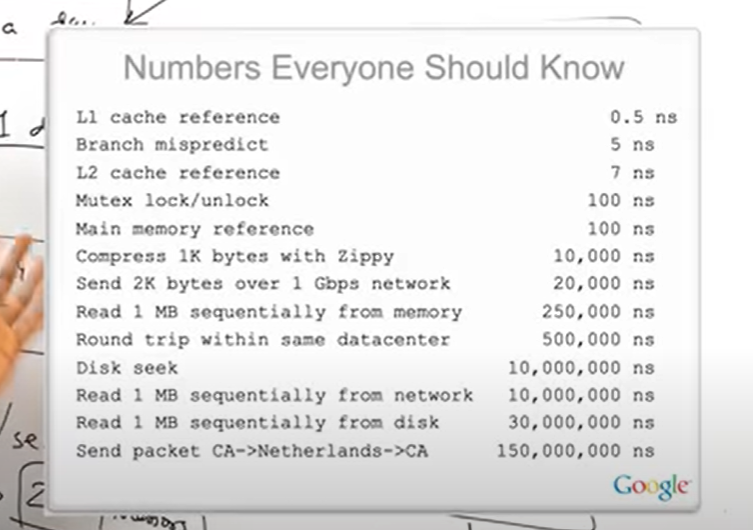 a day
Numbers Everyone Should Know
L1 cache reference 0.5 ns
Branch mispredict 5 ns
L2 cache reference 7 ns
Mutex lock/unlock 100 ns
Main memory reference 100 ns
Compress 1K bytes with Zippy 10,000 ns
Send 2K bytes over 1 Gbps network 20,000 ns
Read 1 MB sequentially from memory 250,000 ns
Round trip within same datacenter 500,000 ns
Disk seek 10,000,000 ns
Read 1 MB sequentially from network 10,000,000 ns
Read 1 MB sequentially from disk 30,000,000 ns
Send packet CA->Netherlands->CA 150,000,000 ns
Google